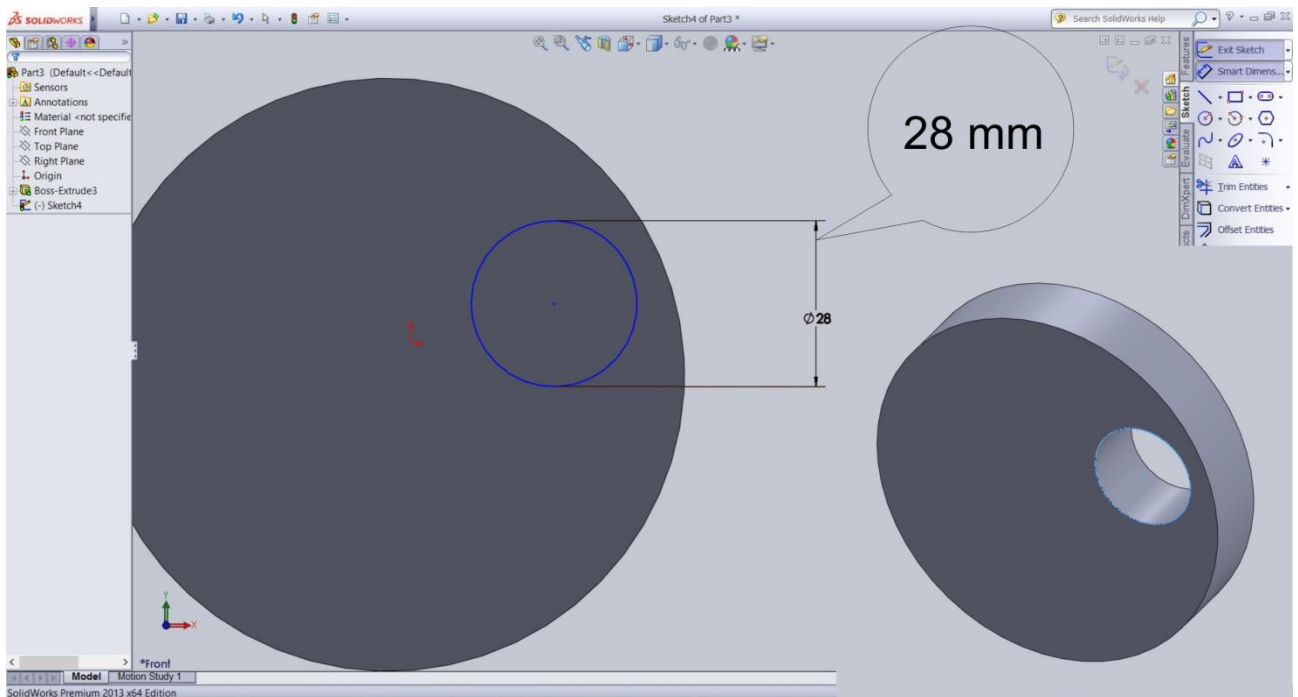 SOLIDWORKS
Sketch4 of Part3 *
Search SolidWorks Help
Part3 (Default<<Default
Sensors
Annotations
Material <not specifie
Front Plane
Top Plane
Right Plane
Origin
Boss-Extrude3
(-) Sketch4
28 mm
Ø28
Features
Sketch
Evaluate
DimXpert
cts
Exit Sketch
Smart Dimens...
Trim Entities
Convert Entities
Offset Entities
Y
X
*Front
Model
Motion Study 1
SolidWorks Premium 2013 x64 Edition